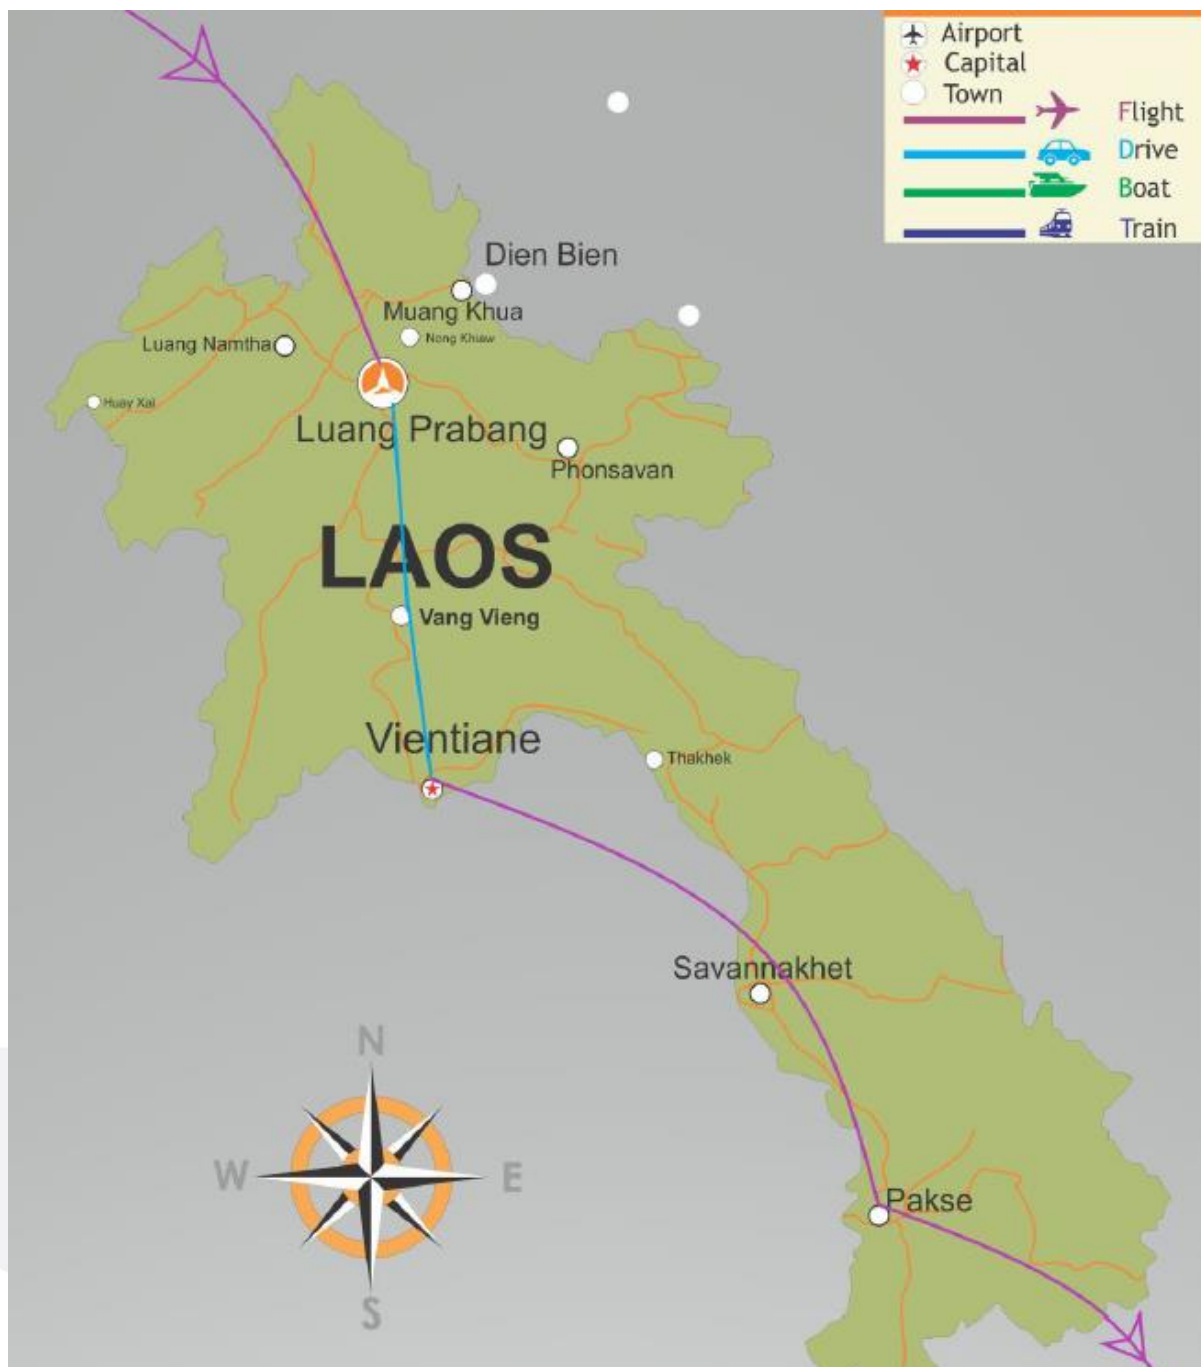 Airport
Capital
Town
Flight
Drive
Boat
Train
Dien Bien
Muang Khua
Nong Khiaw
Luang Namtha
Huay Xai
Luang Prabang
Phonsavan
LAOS
Vang Vieng
Vientiane
Thakhek
Savannakhet
N
W
E
S
Pakse